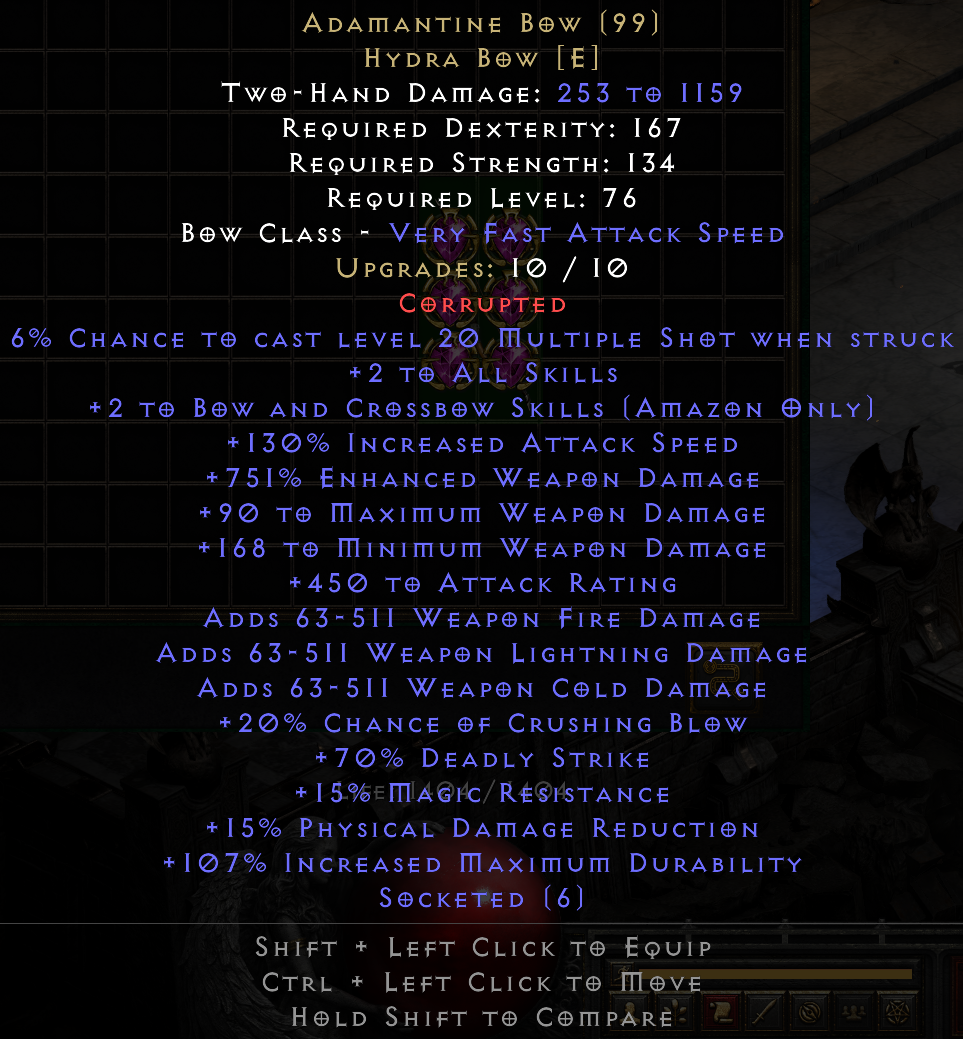 Adamantine Bow (99)
Hydra Bow [E]
Two-Hand Damage: 253 to 1159
Required Dexterity: 167
Required Strength: 134
Required Level: 76
Bow Class - Very Fast Attack Speed
Upgrades: 10 / 10
Corrupted
6% Chance to cast level 20 Multiple Shot when struck
+2 to All Skills
+2 to Bow and Crossbow Skills (Amazon Only)
+130% Increased Attack Speed
+751% Enhanced Weapon Damage
+90 to Maximum Weapon Damage
+168 to Minimum Weapon Damage
+450 to Attack Rating
Adds 63-511 Weapon Fire Damage
Adds 63-511 Weapon Lightning Damage
Adds 63-511 Weapon Cold Damage
+20% Chance of Crushing Blow
+70% Deadly Strike
Life: 1404 / 1404
+15% Magic Resistance
+15% Physical Damage Reduction
+107% Increased Maximum Durability
Socketed (6)
Shift + Left Click to Equip
Ctrl + Left Click to Move
Hold Shift to Compare